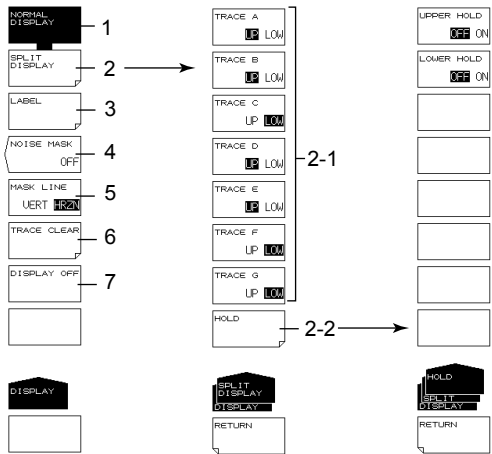 NORMAL
DISPLAY
1
SPLIT
DISPLAY
2
LABEL
3
NOISE MASK
OFF
4
MASK LINE
VERT HRZN
5
TRACE CLEAR
6
DISPLAY OFF
7
DISPLAY
TRACE A
UP LOW
TRACE B
UP LOW
TRACE C
UP LOW
TRACE D
UP LOW
TRACE E
UP LOW
TRACE F
UP LOW
TRACE G
UP LOW
2-1
HOLD
2-2
SPLIT
DISPLAY
DISPLAY
RETURN
UPPER HOLD
OFF ON
LOWER HOLD
OFF ON
HOLD
SPLIT
DISPLAY
RETURN